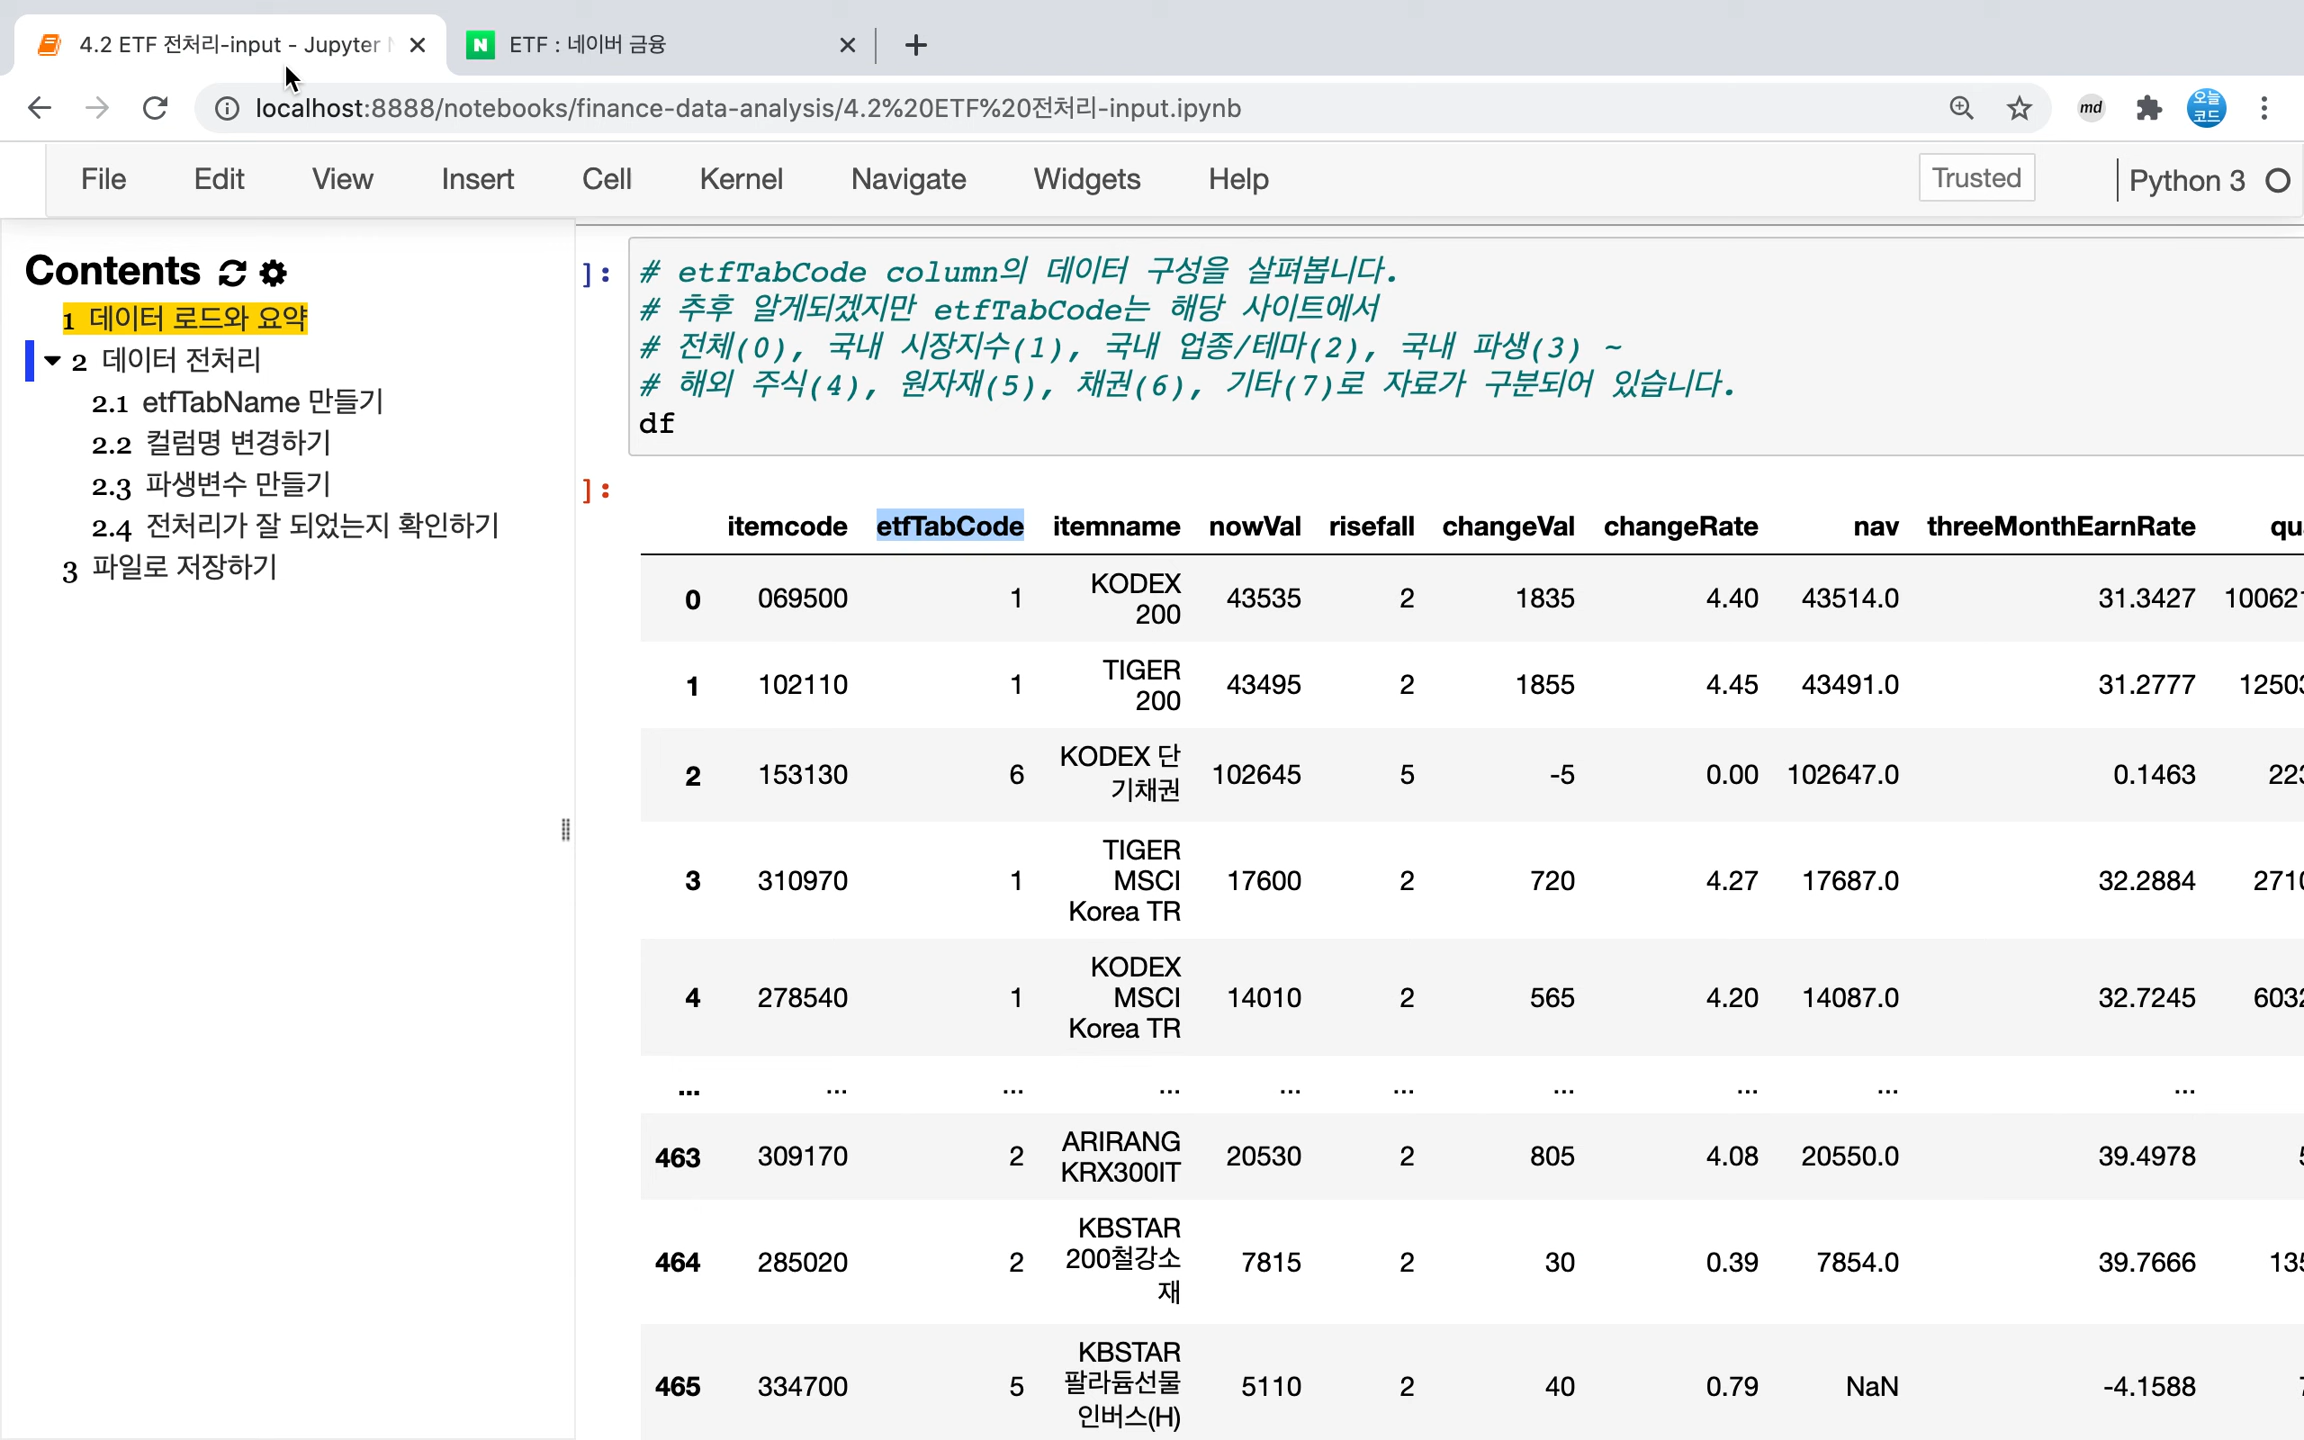 4.2 ETF 전처리-input - Jupyter
ETF : 네이버 금융
localhost:8888/notebooks/finance-data-analysis/4.2%20ETF%20전처리-input.ipynb
md
오늘
코드
File Edit View Insert Cell Kernel Navigate Widgets Help Trusted Python 3
Contents
1 데이터 로드와 요약
2 데이터 전처리
2.1 etfTabName 만들기
2.2 컬럼명 변경하기
2.3 파생변수 만들기
2.4 전처리가 잘 되었는지 확인하기
3 파일로 저장하기
]:
# etfTabCode column의 데이터 구성을 살펴봅니다.
# 추후 알게되겠지만 etfTabCode는 해당 사이트에서
# 전체(0), 국내 시장지수(1), 국내 업종/테마(2), 국내 파생(3) ~
# 해외 주식(4), 원자재(5), 채권(6), 기타(7)로 자료가 구분되어 있습니다.
df
]:
itemcode etfTabCode itemname nowVal risefall changeVal changeRate nav threeMonthEarnRate
0 069500 1 KODEX 200 43535 2 1835 4.40 43514.0 31.3427
1 102110 1 TIGER 200 43495 2 1855 4.45 43491.0 31.2777
2 153130 6 KODEX 단기채권 102645 5 -5 0.00 102647.0 0.1463
3 310970 1 TIGER MSCI Korea TR 17600 2 720 4.27 17687.0 32.2884
4 278540 1 KODEX MSCI Korea TR 14010 2 565 4.20 14087.0 32.7245
... ... ... ... ... ... ... ... ... ...
463 309170 2 ARIRANG KRX300IT 20530 2 805 4.08 20550.0 39.4978
464 285020 2 KBSTAR 200철강소재 7815 2 30 0.39 7854.0 39.7666
465 334700 5 KBSTAR 팔라듐선물인버스(H) 5110 2 40 0.79 NaN -4.1588